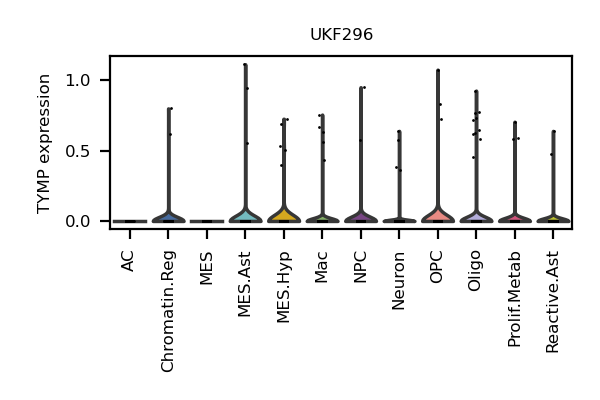 UKF296
TYMP expression
1.0
0.5
0.0
AC
Chromatin.Reg
MES
MES.Ast
MES.Hyp
Mac
NPC
Neuron
OPC
Oligo
Prolif.Metab
Reactive.Ast